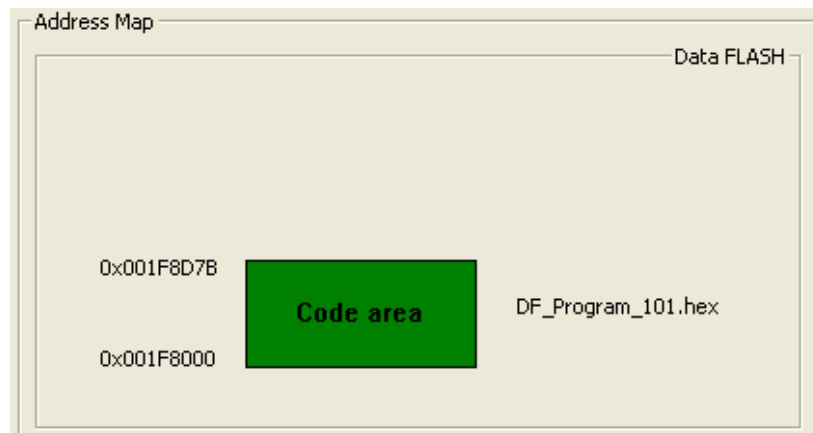 Address Map
Data FLASH
0x001F8D7B
Code area
DF_Program_101.hex
0x001F8000